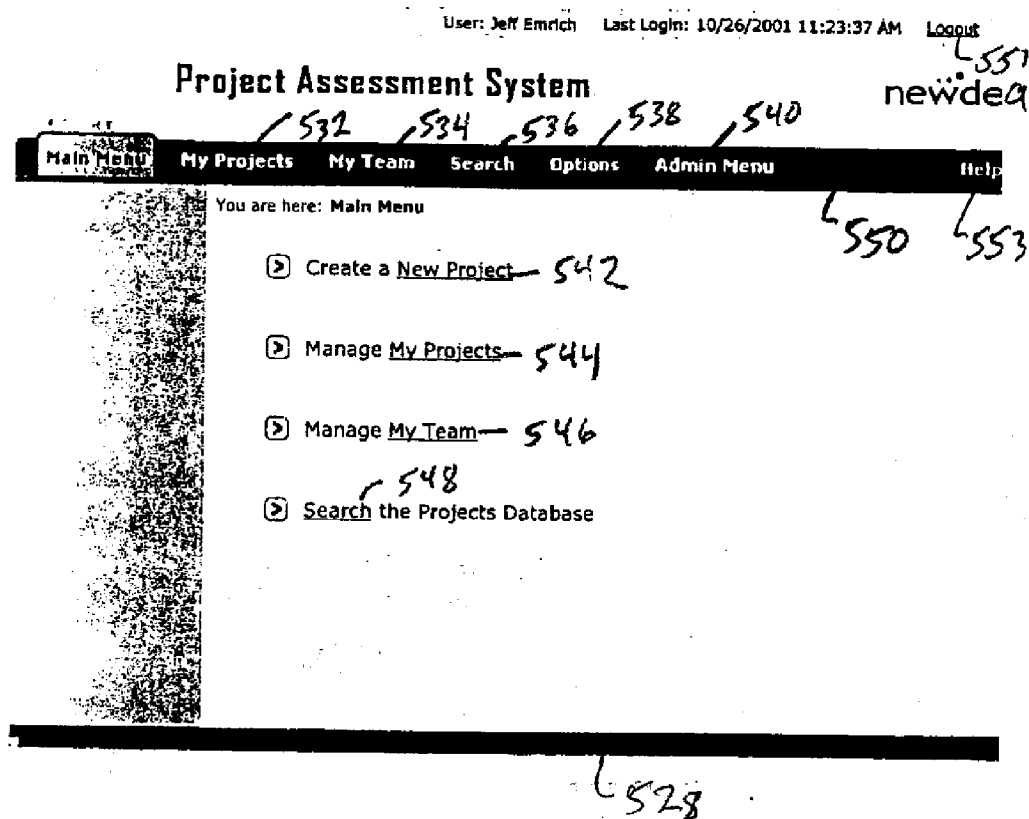 User: Jeff Emrich Last Login: 10/26/2001 11:23:37 AM Logout
551
Project Assessment System
newdea
532 534 536 538 540
Main Menu My Projects My Team Search Options Admin Menu Help
You are here: Main Menu
550 553
Create a New Project 542
Manage My Projects 544
Manage My Team 546
548
Search the Projects Database
528